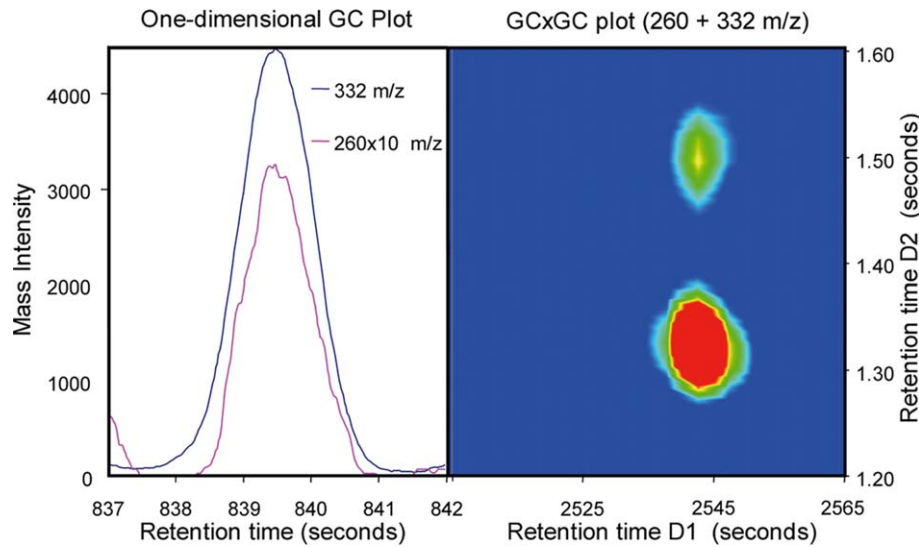 One-dimensional GC Plot
GCxGC plot (260 + 332 m/z)
332 m/z
260x10 m/z
Mass Intensity
4000
3000
2000
1000
0
837
838
839
840
841
842
Retention time (seconds)
2525
2545
2565
Retention time D1 (seconds)
1.60
1.50
1.40
1.30
1.20
Retention time D2 (seconds)